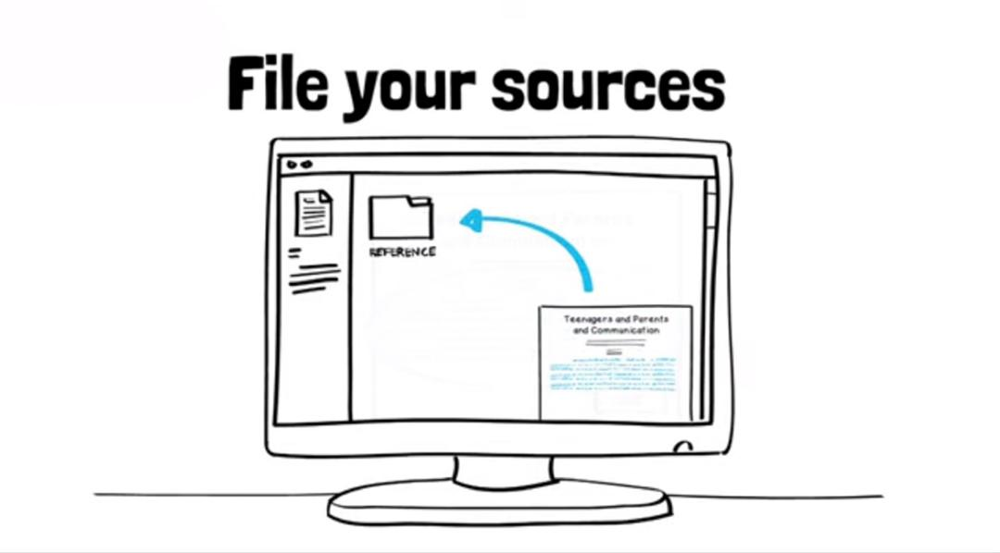 File your sources
REFERENCE
Teenagers and Parents
and Communication